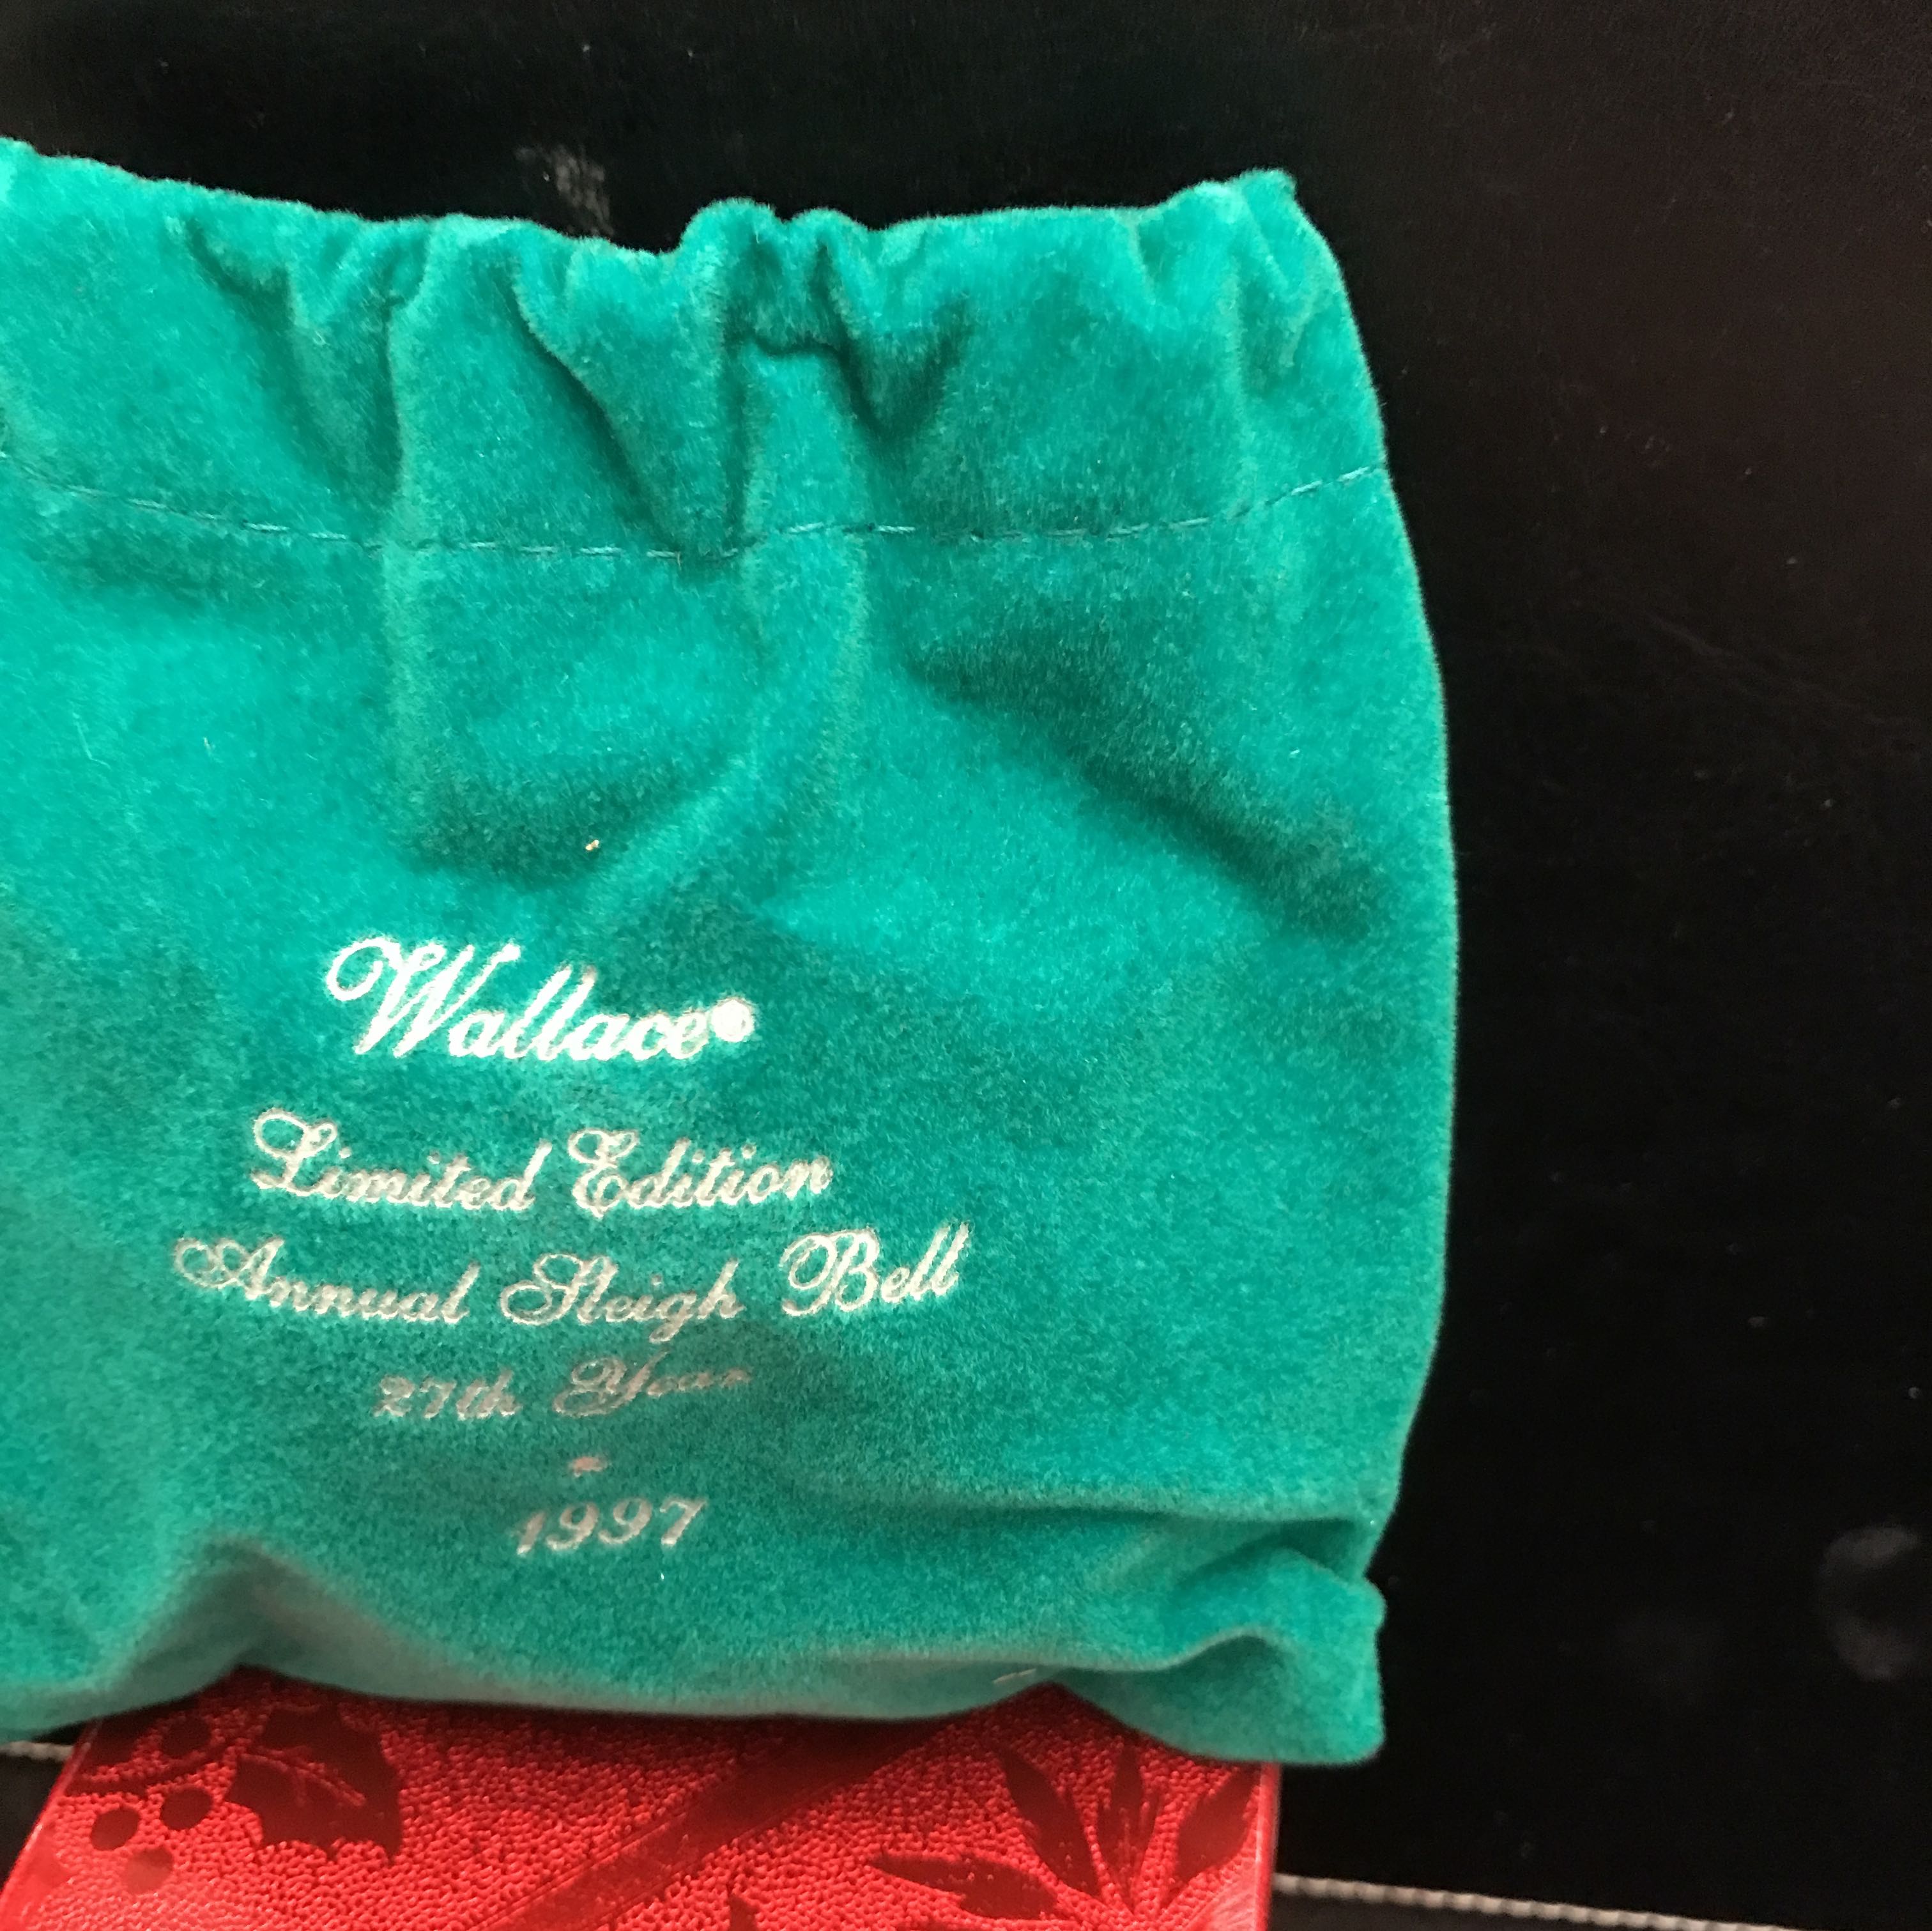 Wallace®
Limited Edition
Annual Sleigh Bell
27th Year
-
1997